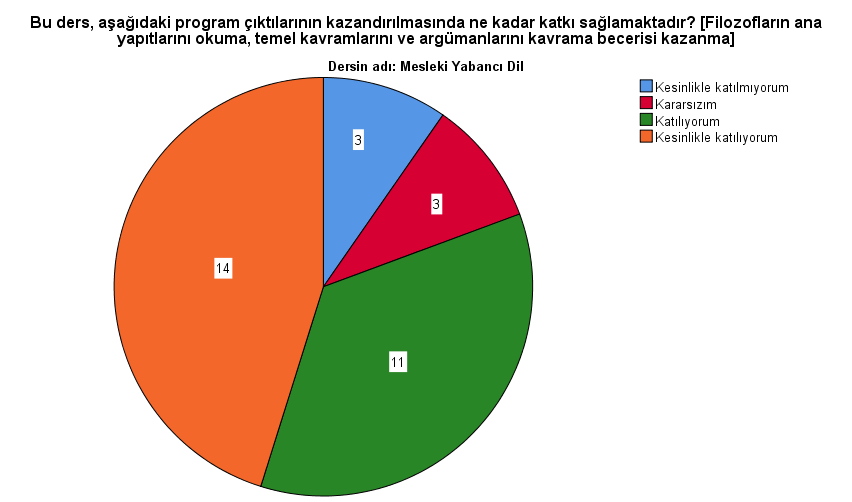 Bu ders, aşağıdaki program çıktılarının kazandırılmasında ne kadar katkı sağlamaktadır? [Filozofların ana
yapıtlarını okuma, temel kavramlarını ve argümanlarını kavrama becerisi kazanma]
Dersin adı: Mesleki Yabancı Dil
Kesinlikle katılmıyorum
Kararsızım
Katılıyorum
Kesinlikle katılıyorum
3
3
14
11